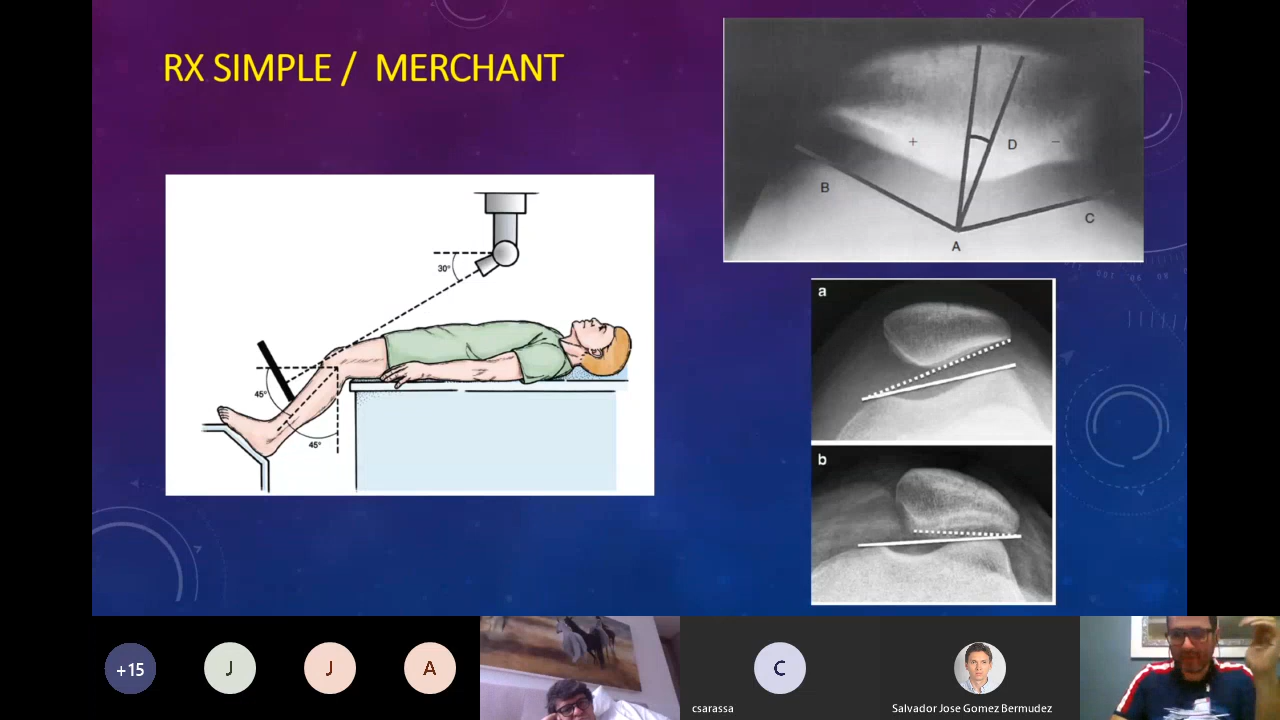 RX SIMPLE / MERCHANT
30°
45°
45°
+
D
−
B
C
A
a
b
+15
J
J
A
C
csarassa
Salvador Jose Gomez Bermudez